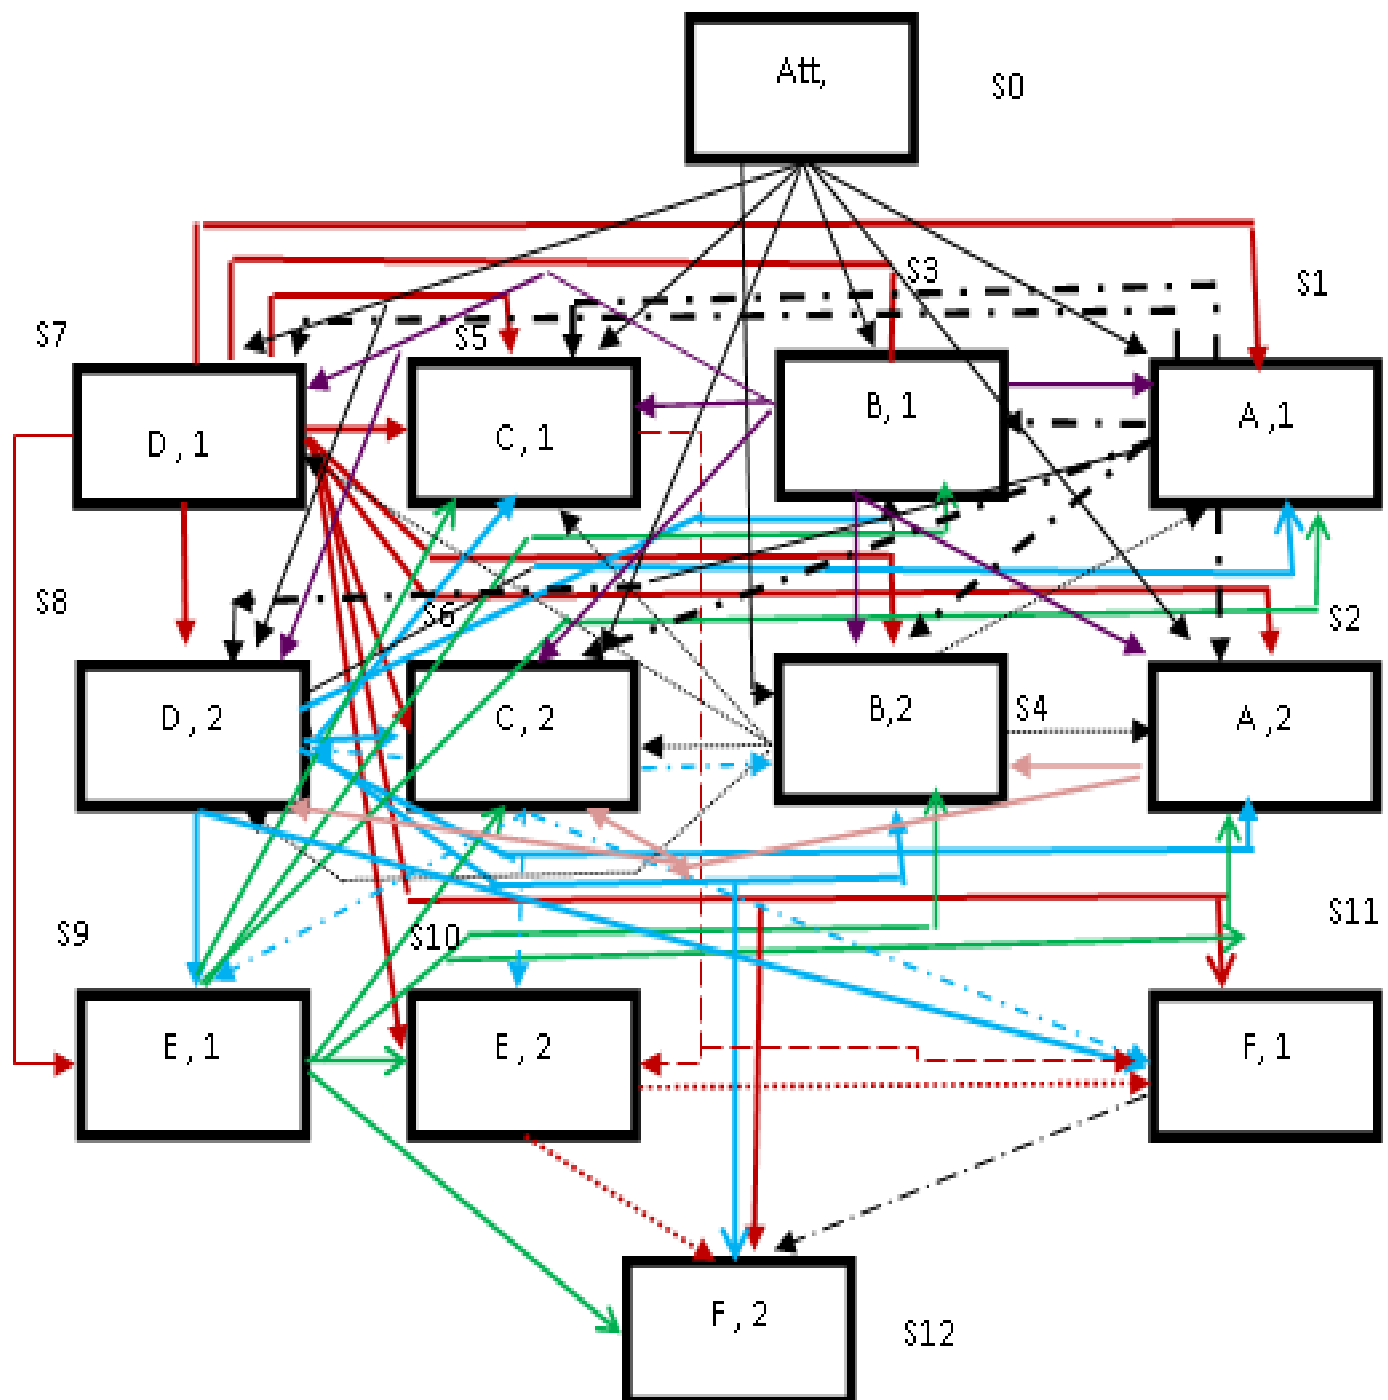 Att,
S0
S3
S1
S7
S5
D , 1
C , 1
B , 1
A ,1
S8
S6
S2
D , 2
C , 2
B,2
S4
A ,2
S9
S10
S11
E , 1
E , 2
F, 1
F , 2
S12